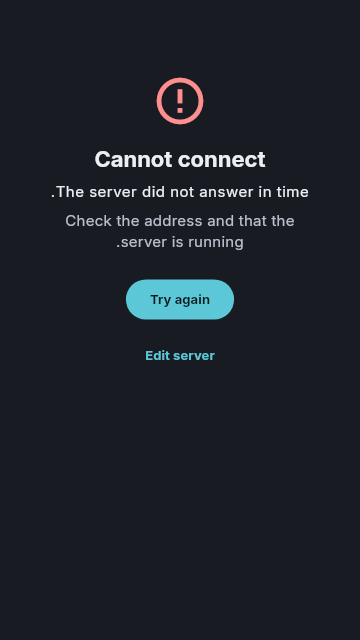 Cannot connect
.The server did not answer in time
Check the address and that the
.server is running
Try again
Edit server